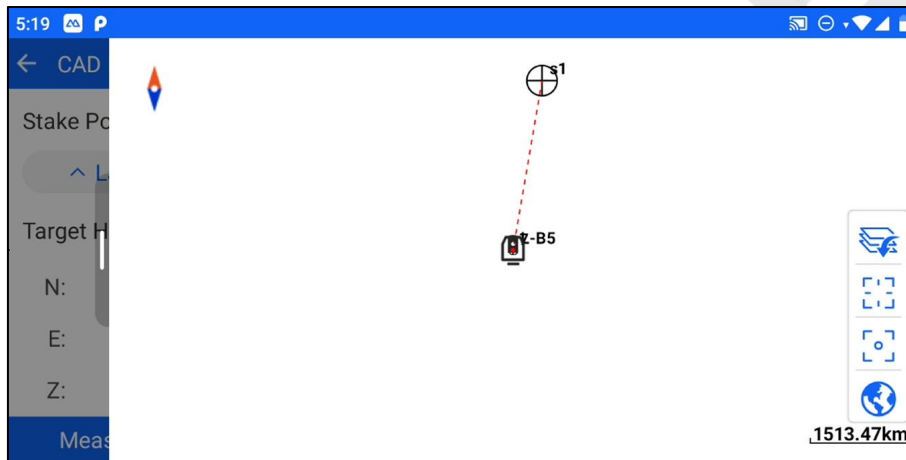 5:19
← CAD
s1
Stake Po
L
Target H
z-B5
N:
E:
Z:
1513.47km
Meas